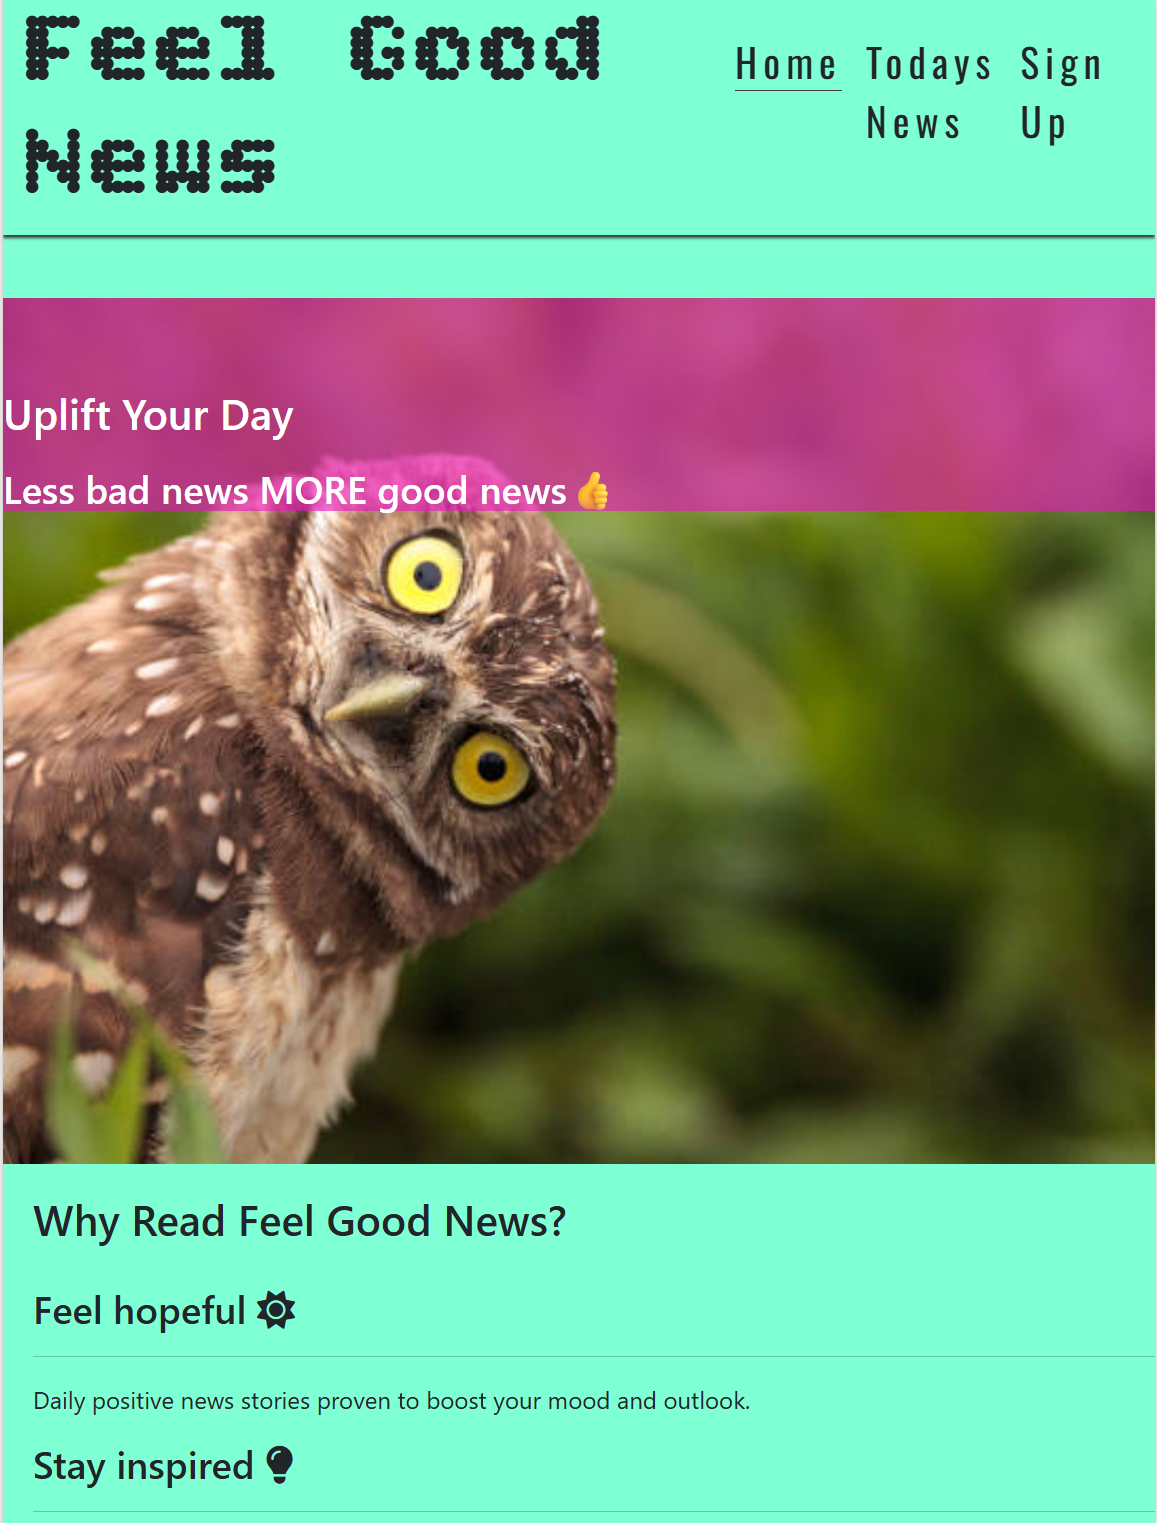 Feel Good
News
Home Todays Sign
News Up
Uplift Your Day
Less bad news MORE good news 👍
Why Read Feel Good News?
Feel hopeful
Daily positive news stories proven to boost your mood and outlook.
Stay inspired